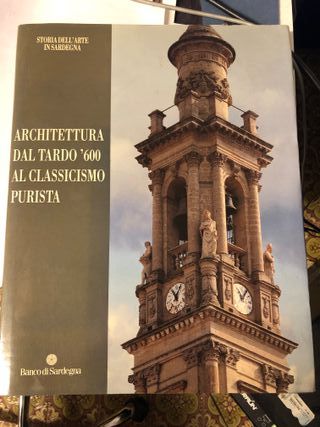 STORIA DELL'ARTE
IN SARDEGNA
ARCHITETTURA
DAL TARDO '600
AL CLASSICISMO
PURISTA
Banco di Sardegna